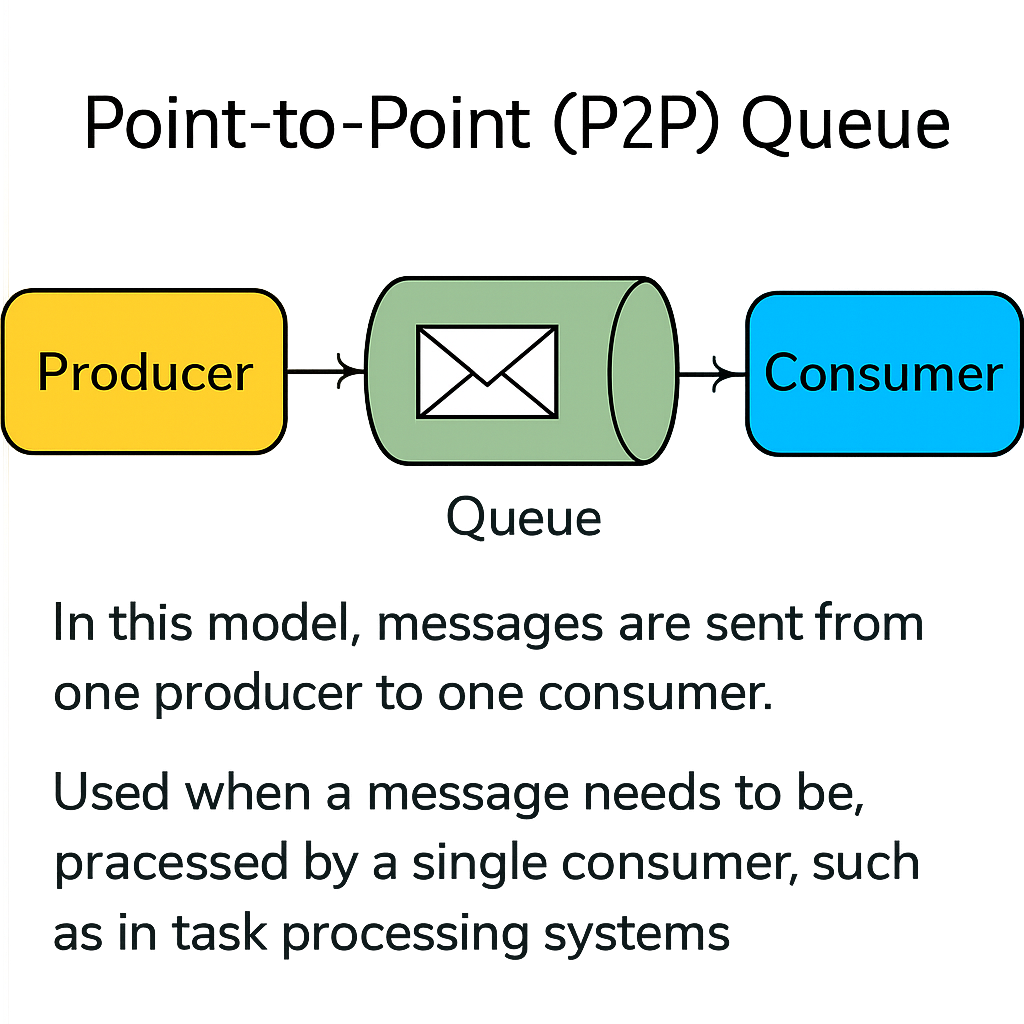 Point-to-Point (P2P) Queue
Producer
Consumer
Queue
In this model, messages are sent from
one producer to one consumer.
Used when a message needs to be,
pracessed by a single consumer, such
as in task processing systems